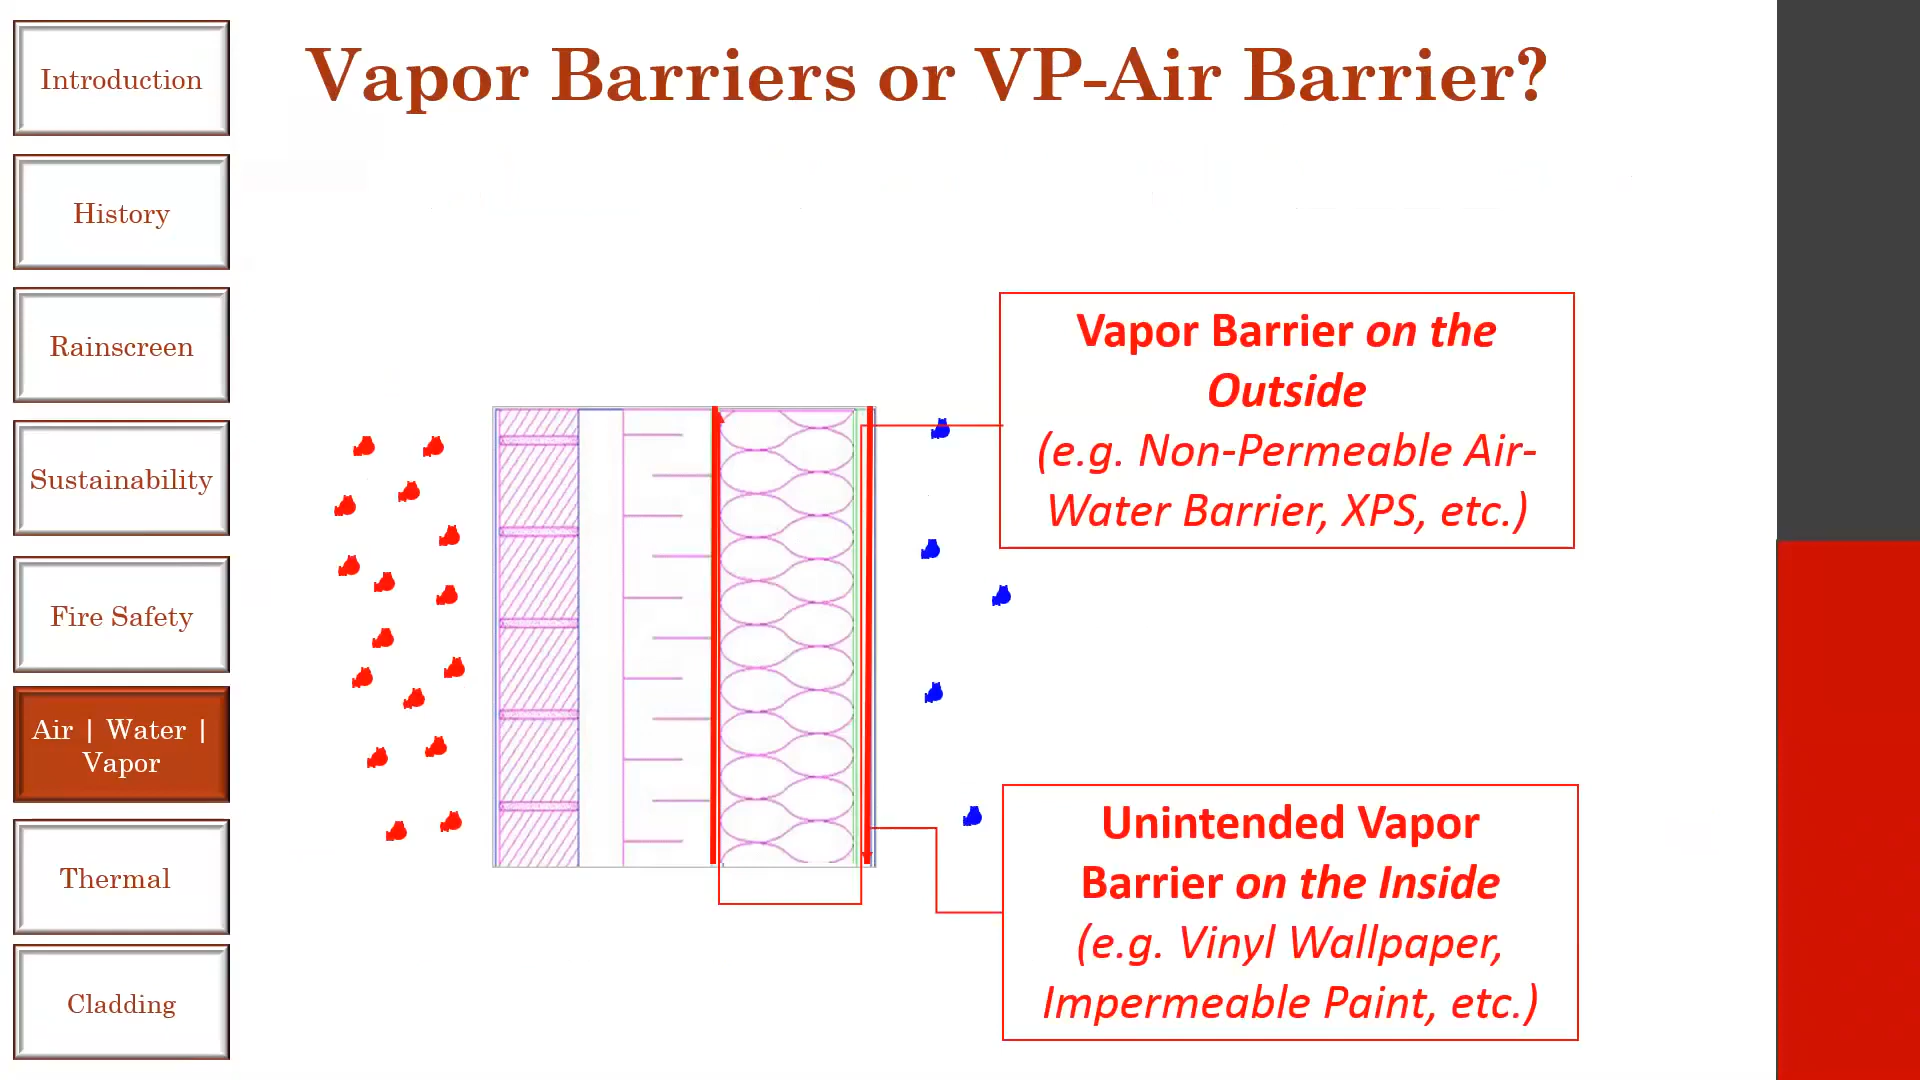 Vapor Barriers or VP-Air Barrier?
Introduction
History
Rainscreen
Sustainability
Fire Safety
Air | Water |
Vapor
Thermal
Cladding
Vapor Barrier on the
Outside
(e.g. Non-Permeable Air-
Water Barrier, XPS, etc.)
Unintended Vapor
Barrier on the Inside
(e.g. Vinyl Wallpaper,
Impermeable Paint, etc.)